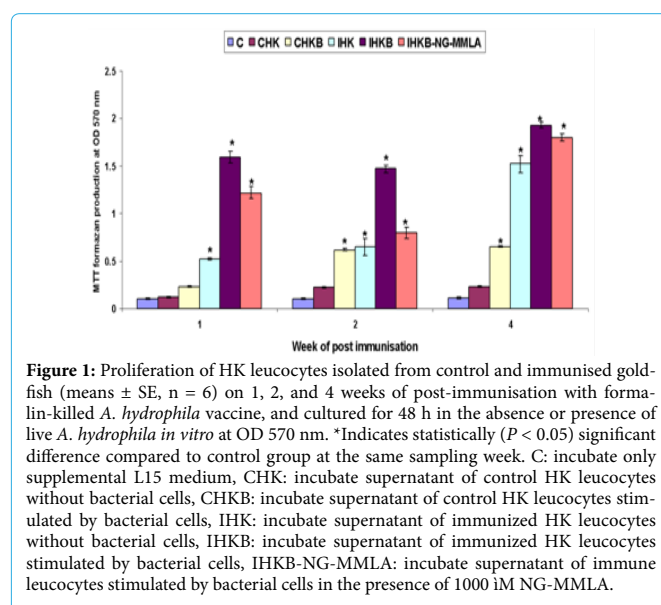 C CHK CHKB IHK IHKB IHKB-NG-MMLA
MTT formazan production at OD 570 nm
2.5
2
1.5
1
0.5
0
* * * * * * * * * *
1 2 4
Week of post immunisation
Figure 1: Proliferation of HK leucocytes isolated from control and immunised gold-
fish (means ± SE, n = 6) on 1, 2, and 4 weeks of post-immunisation with forma-
lin-killed A. hydrophila vaccine, and cultured for 48 h in the absence or presence of
live A. hydrophila in vitro at OD 570 nm. *Indicates statistically (P < 0.05) significant
difference compared to control group at the same sampling week. C: incubate only
supplemental L15 medium, CHK: incubate supernatant of control HK leucocytes
without bacterial cells, CHKB: incubate supernatant of control HK leucocytes stim-
ulated by bacterial cells, IHK: incubate supernatant of immunized HK leucocytes
without bacterial cells, IHKB: incubate supernatant of immunized HK leucocytes
stimulated by bacterial cells, IHKB-NG-MMLA: incubate supernatant of immune
leucocytes stimulated by bacterial cells in the presence of 1000 ìM NG-MMLA.